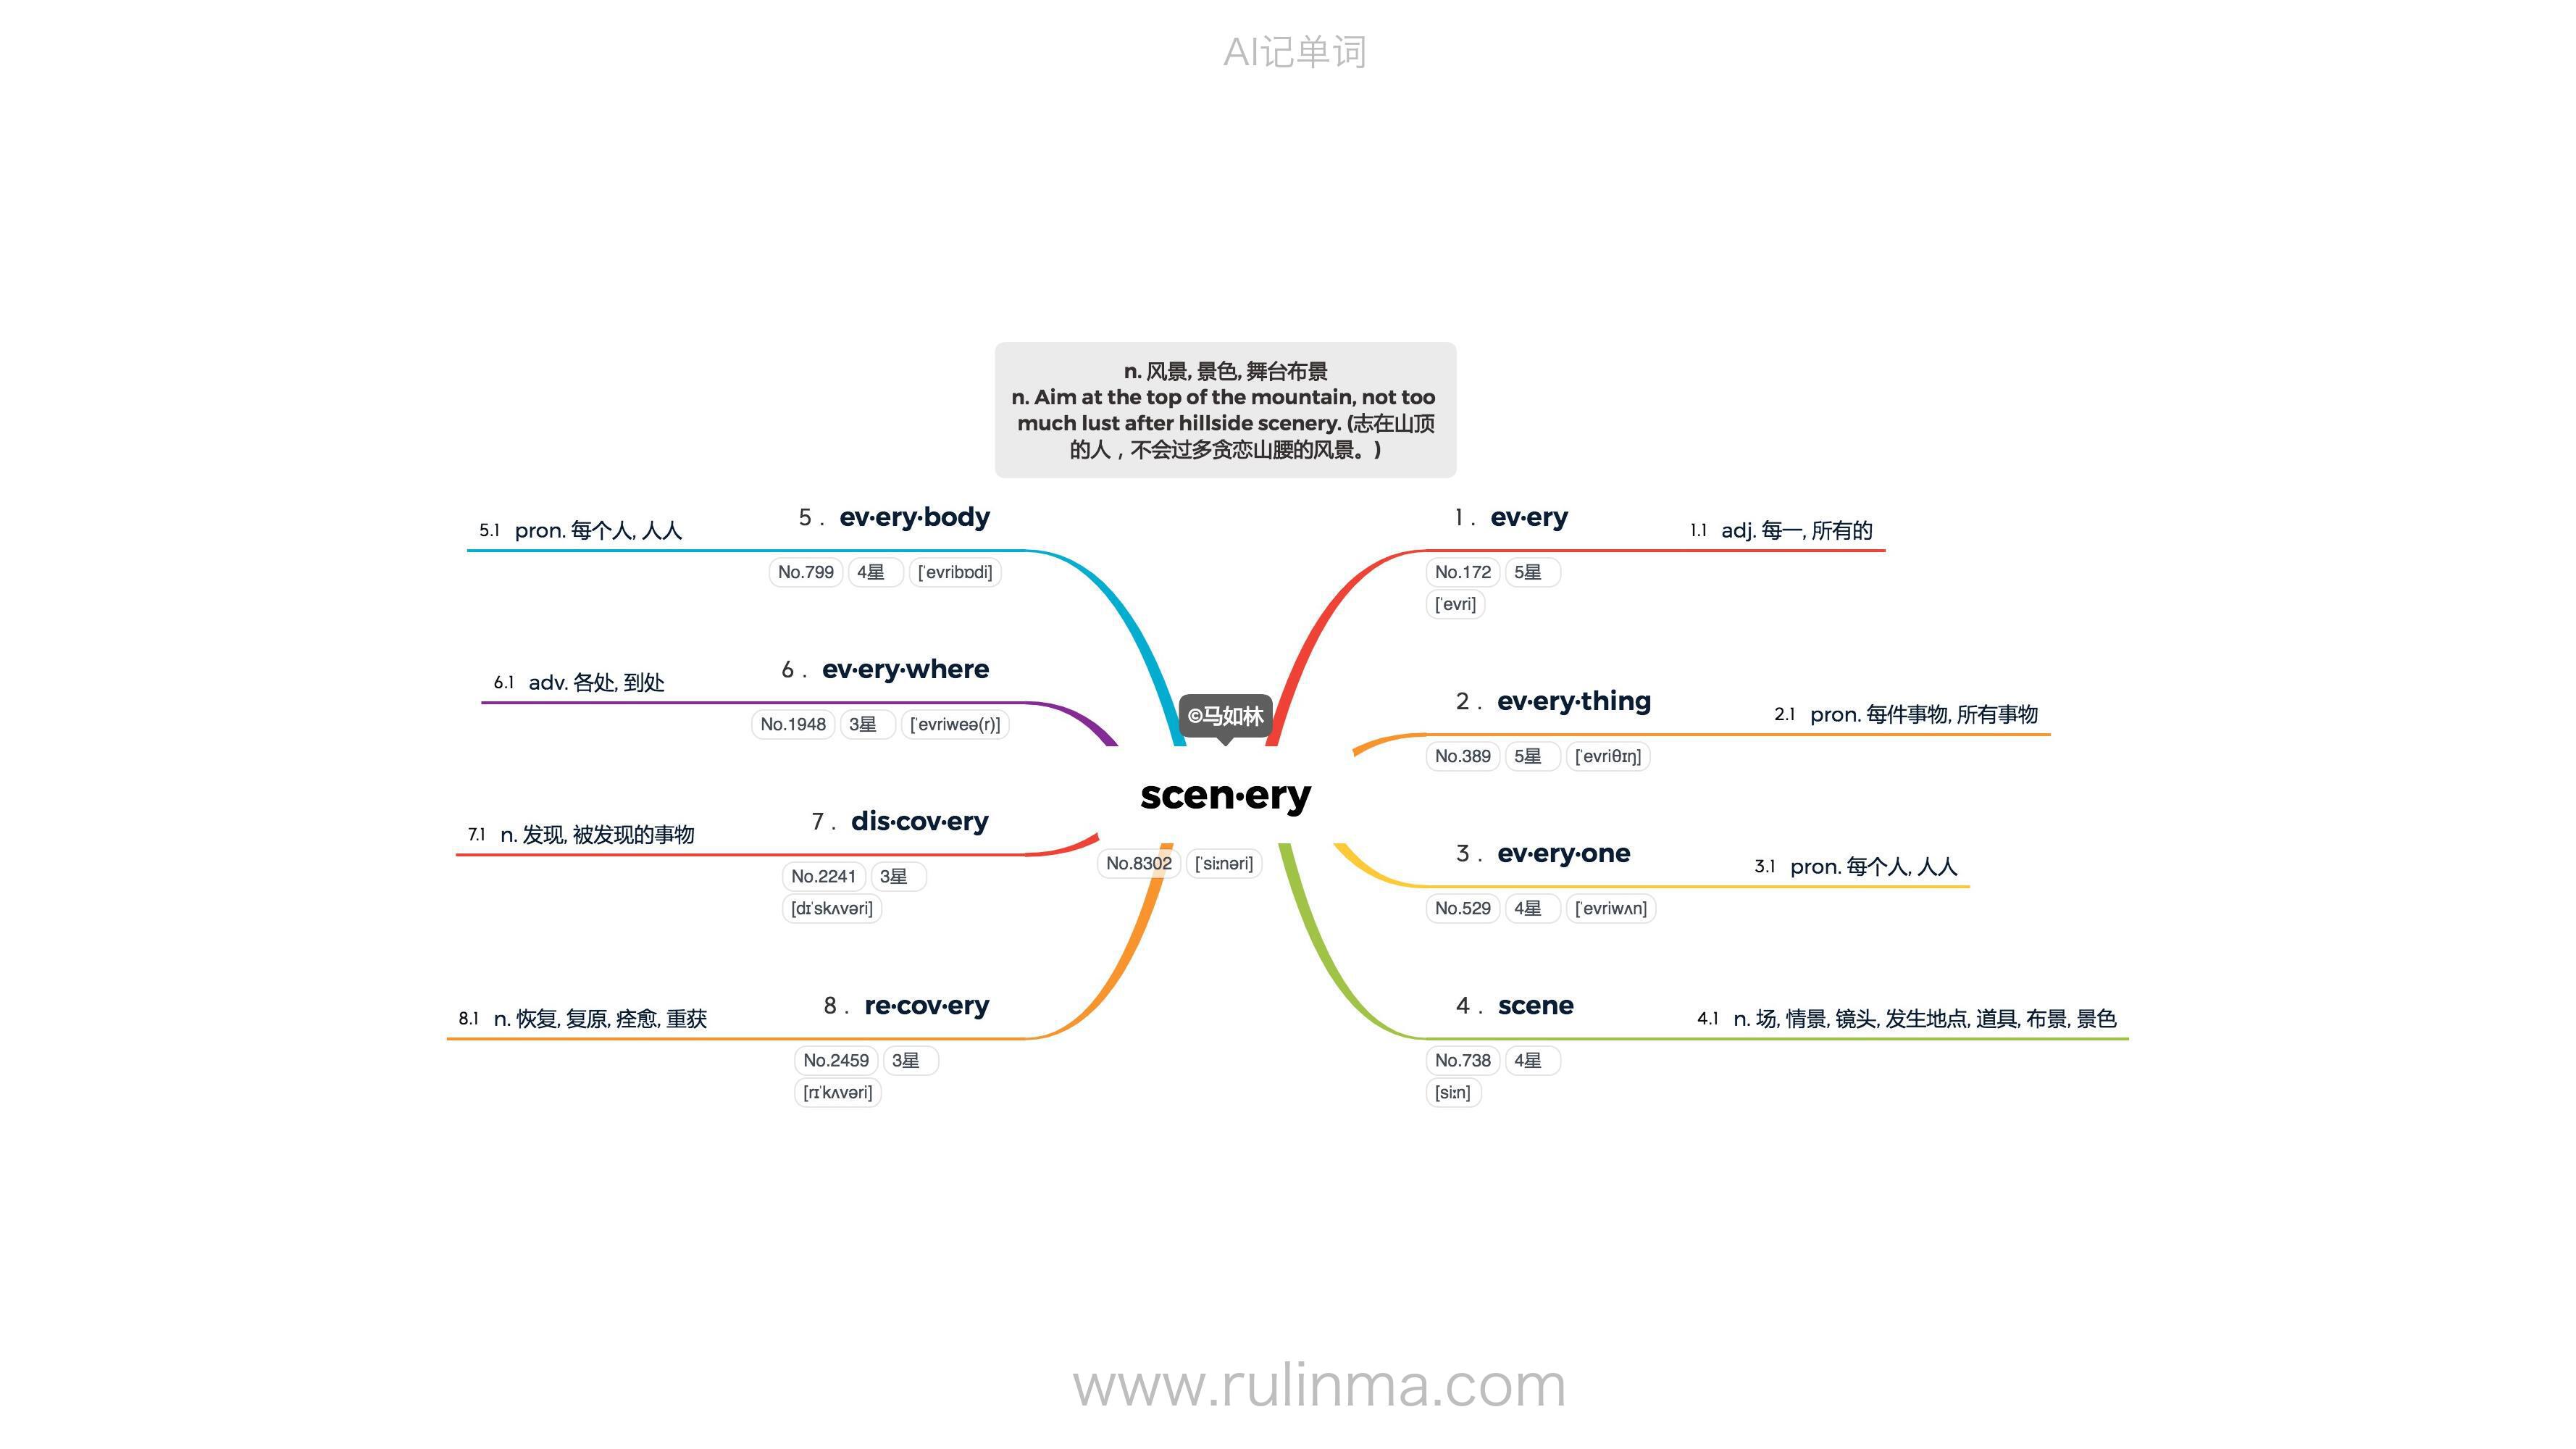 AI记单词
n. 风景, 景色, 舞台布景
n. Aim at the top of the mountain, not too
much lust after hillside scenery. (志在山顶
的人，不会过多贪恋山腰的风景。)
©马如林
scen·ery
No.8302 [ˈsiːnəri]
1. ev·ery
1.1 adj. 每一, 所有的
No.172 5星
[ˈevri]
2. ev·ery·thing
2.1 pron. 每件事物, 所有事物
No.389 5星 [ˈevriθɪŋ]
3. ev·ery·one
3.1 pron. 每个人, 人人
No.529 4星 [ˈevriwʌn]
4. scene
4.1 n. 场, 情景, 镜头, 发生地点, 道具, 布景, 景色
No.738 4星
[siːn]
5. ev·ery·body
5.1 pron. 每个人, 人人
No.799 4星 [ˈevribɒdi]
6. ev·ery·where
6.1 adv. 各处, 到处
No.1948 3星 [ˈevriweə(r)]
7. dis·cov·ery
7.1 n. 发现, 被发现的事物
No.2241 3星
[dɪˈskʌvəri]
8. re·cov·ery
8.1 n. 恢复, 复原, 痊愈, 重获
No.2459 3星
[rɪˈkʌvəri]
www.rulinma.com